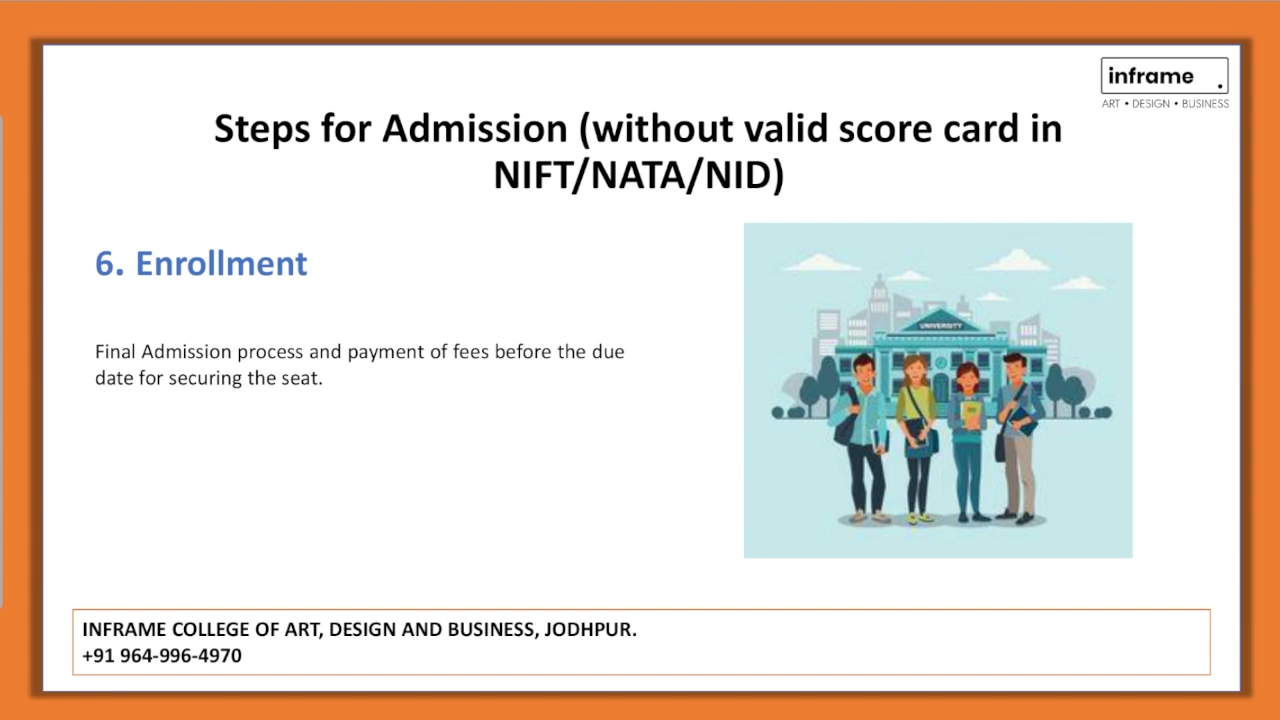 inframe.
ART • DESIGN • BUSINESS
Steps for Admission (without valid score card in
NIFT/NATA/NID)
6. Enrollment
UNIVERSITY
Final Admission process and payment of fees before the due
date for securing the seat.
INFRAME COLLEGE OF ART, DESIGN AND BUSINESS, JODHPUR.
+91 964-996-4970